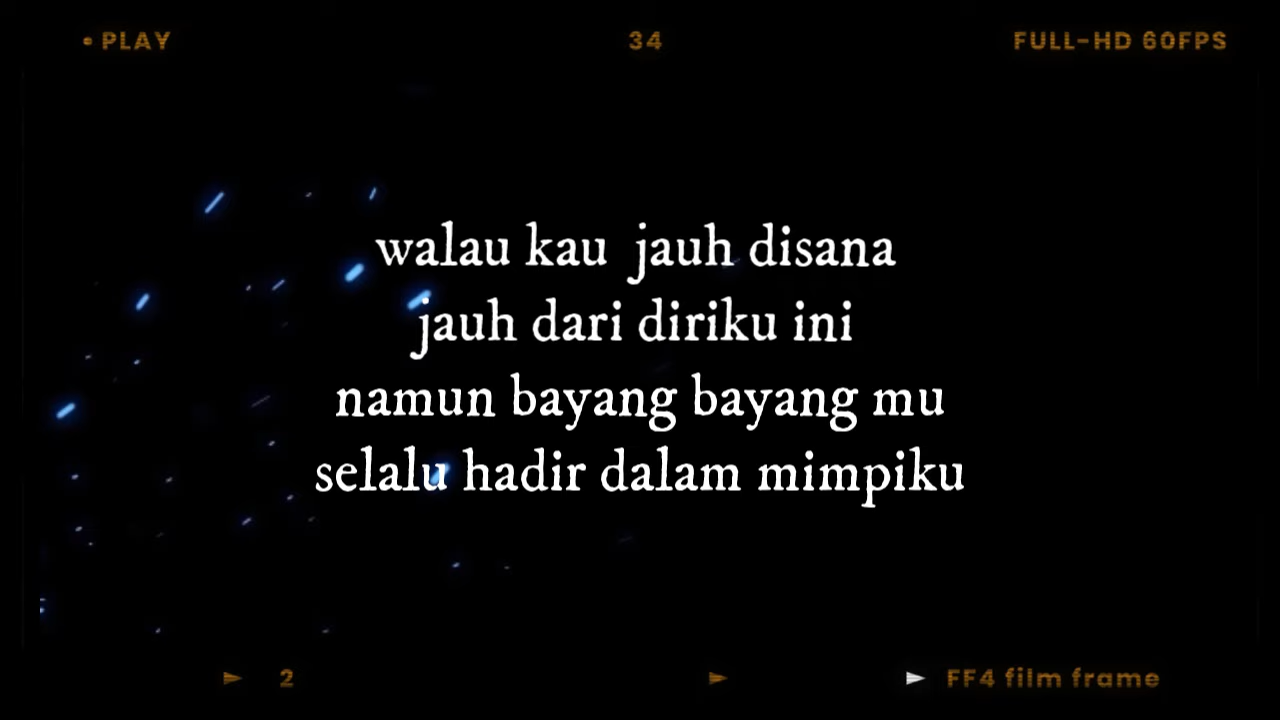 • PLAY
34
FULL-HD 60FPS
walau kau jauh disana
jauh dari diriku ini
namun bayang bayang mu
selalu hadir dalam mimpiku
2
FF4 film frame